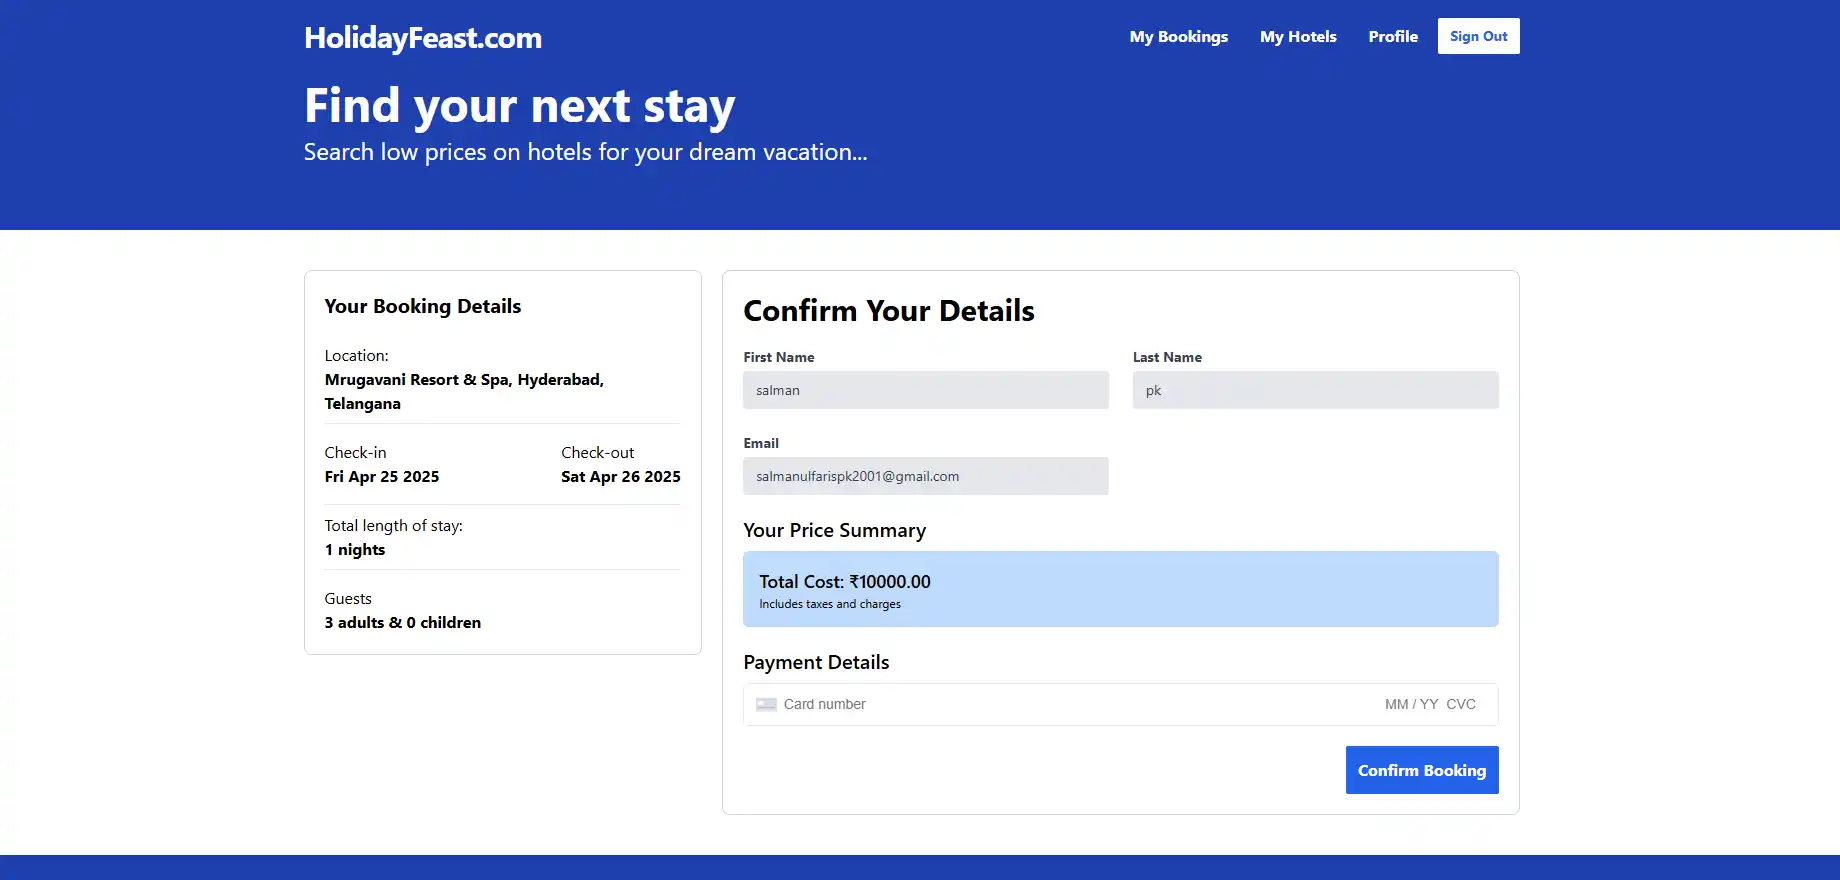 HolidayFeast.com
My Bookings
My Hotels
Profile
Sign Out
Find your next stay
Search low prices on hotels for your dream vacation...
Your Booking Details
Location:
Mrugavani Resort & Spa, Hyderabad,
Telangana
Check-in
Check-out
Fri Apr 25 2025
Sat Apr 26 2025
Total length of stay:
1 nights
Guests
3 adults & 0 children
Confirm Your Details
First Name
Last Name
salman
pk
Email
salmanulfarispk2001@gmail.com
Your Price Summary
Total Cost: ₹10000.00
Includes taxes and charges
Payment Details
Card number
MM / YY CVC
Confirm Booking